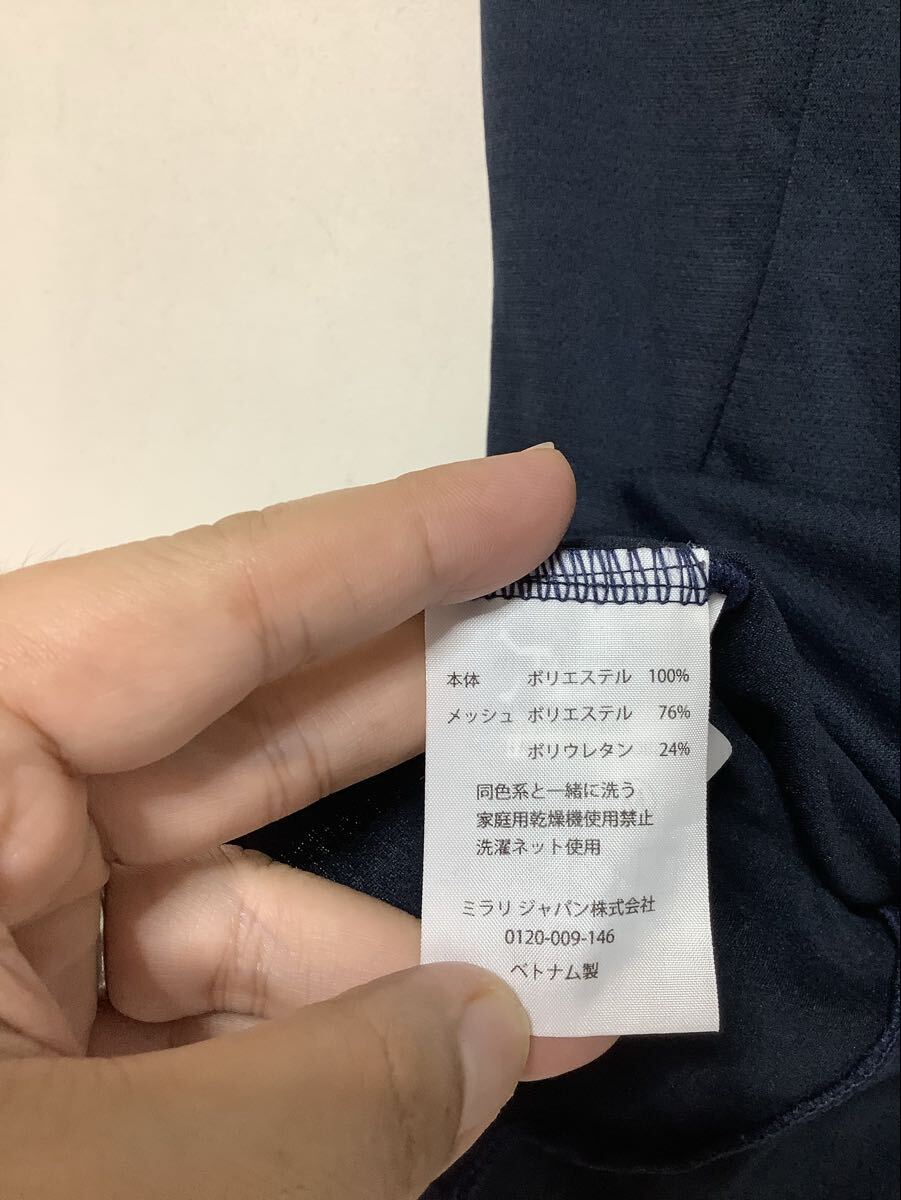 本体 ポリエステル 100%
メッシュ ポリエステル 76%
ポリウレタン 24%
同色系と一緒に洗う
家庭用乾燥機使用禁止
洗濯ネット使用
ミラリ ジャパン株式会社
0120-009-146
ベトナム製